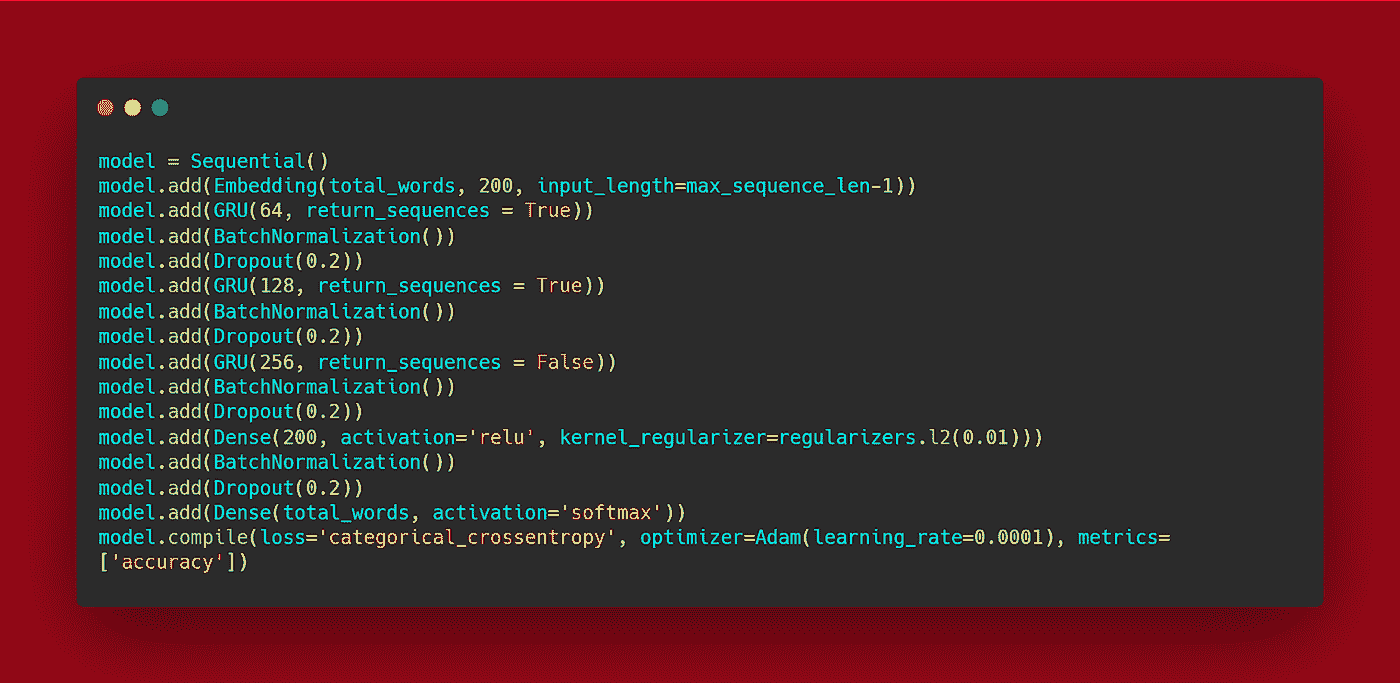 model = Sequential()
model.add(Embedding(total_words, 200, input_length=max_sequence_len-1))
model.add(GRU(64, return_sequences = True))
model.add(BatchNormalization())
model.add(Dropout(0.2))
model.add(GRU(128, return_sequences = True))
model.add(BatchNormalization())
model.add(Dropout(0.2))
model.add(GRU(256, return_sequences = False))
model.add(BatchNormalization())
model.add(Dropout(0.2))
model.add(Dense(200, activation='relu', kernel_regularizer=regularizers.l2(0.01)))
model.add(BatchNormalization())
model.add(Dropout(0.2))
model.add(Dense(total_words, activation='softmax'))
model.compile(loss='categorical_crossentropy', optimizer=Adam(learning_rate=0.0001), metrics=
['accuracy'])